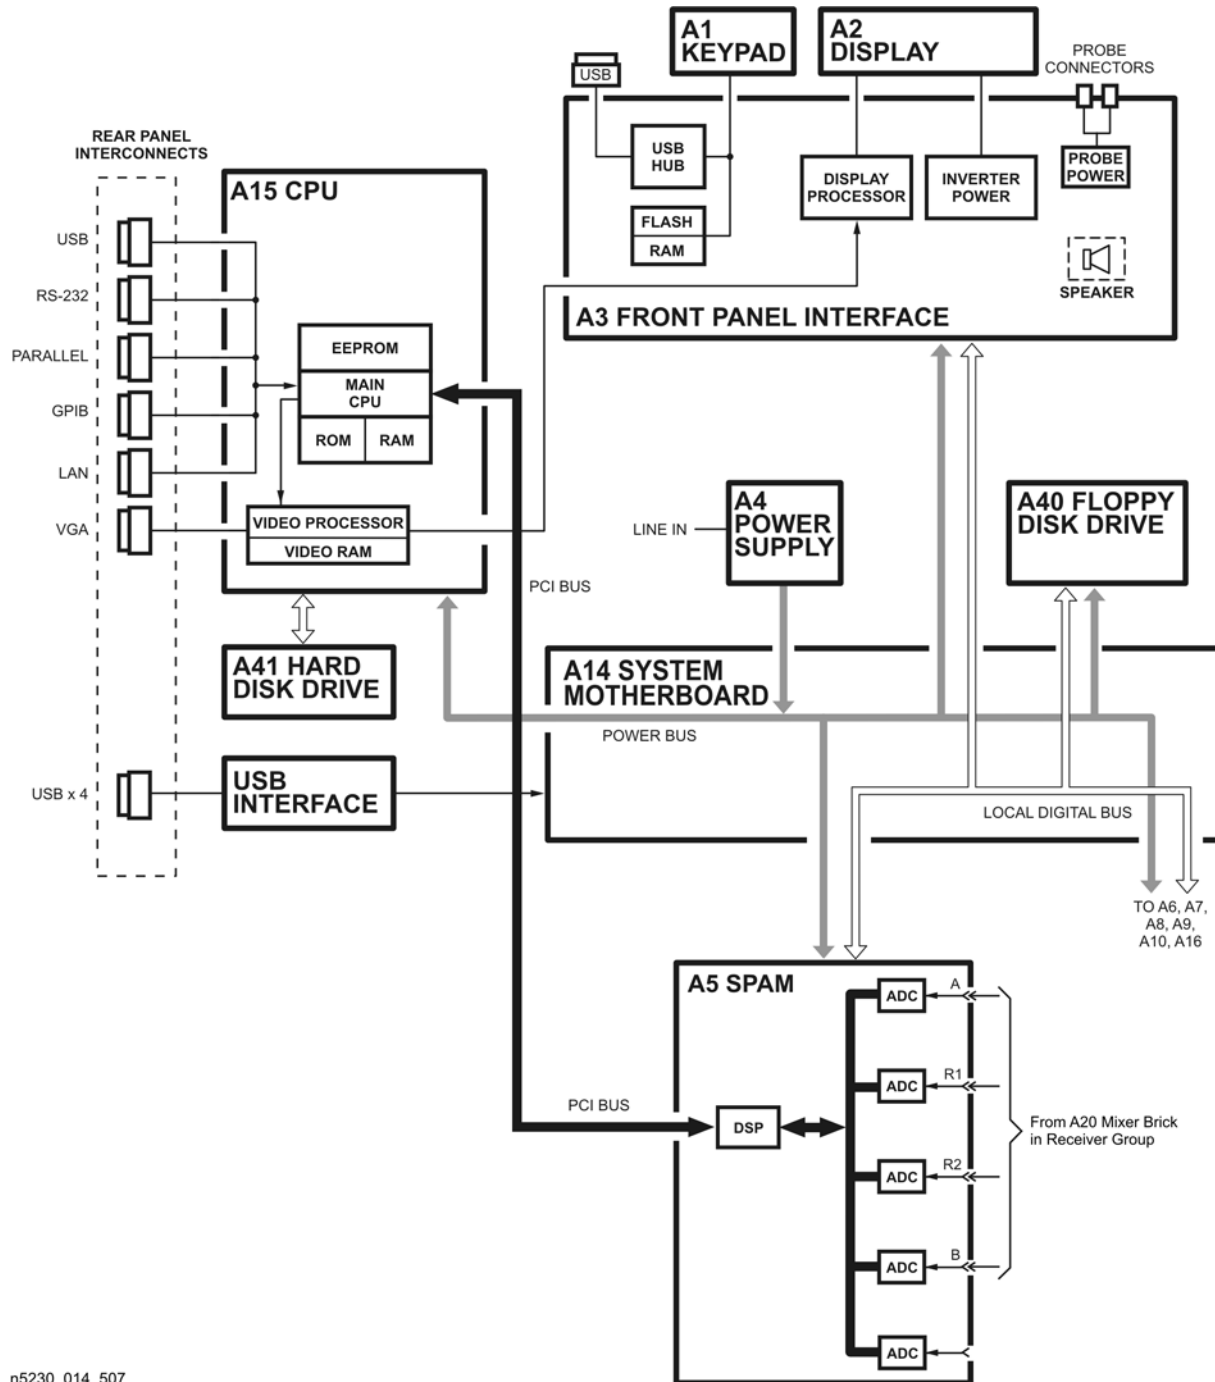 A1
KEYPAD
A2
DISPLAY
PROBE
CONNECTORS
USB
REAR PANEL
INTERCONNECTS
USB
HUB
DISPLAY
PROCESSOR
INVERTER
POWER
PROBE
POWER
FLASH
RAM
SPEAKER
A3 FRONT PANEL INTERFACE
A15 CPU
USB
RS-232
PARALLEL
GPIB
LAN
VGA
EEPROM
MAIN
CPU
ROM
RAM
VIDEO PROCESSOR
VIDEO RAM
PCI BUS
LINE IN
A4
POWER
SUPPLY
A40 FLOPPY
DISK DRIVE
A41 HARD
DISK DRIVE
A14 SYSTEM
MOTHERBOARD
POWER BUS
USB x 4
USB
INTERFACE
LOCAL DIGITAL BUS
TO A6, A7,
A8, A9,
A10, A16
A5 SPAM
ADC
A
ADC
R1
PCI BUS
DSP
From A20 Mixer Brick
in Receiver Group
ADC
R2
ADC
B
ADC
n5230_014_507